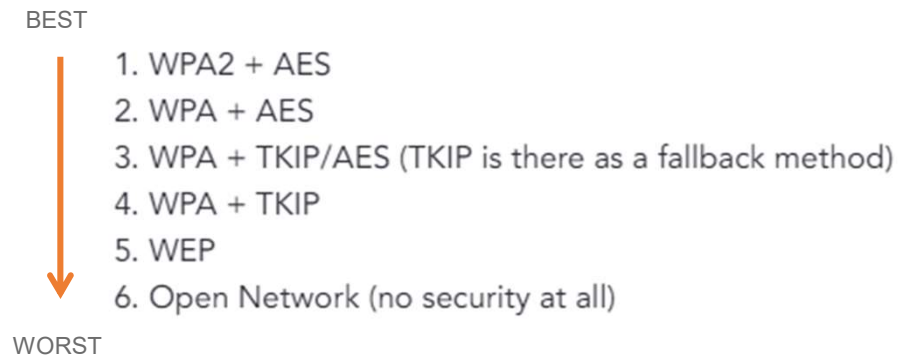 BEST
1. WPA2 + AES
2. WPA + AES
3. WPA + TKIP/AES (TKIP is there as a fallback method)
4. WPA + TKIP
5. WEP
6. Open Network (no security at all)
WORST